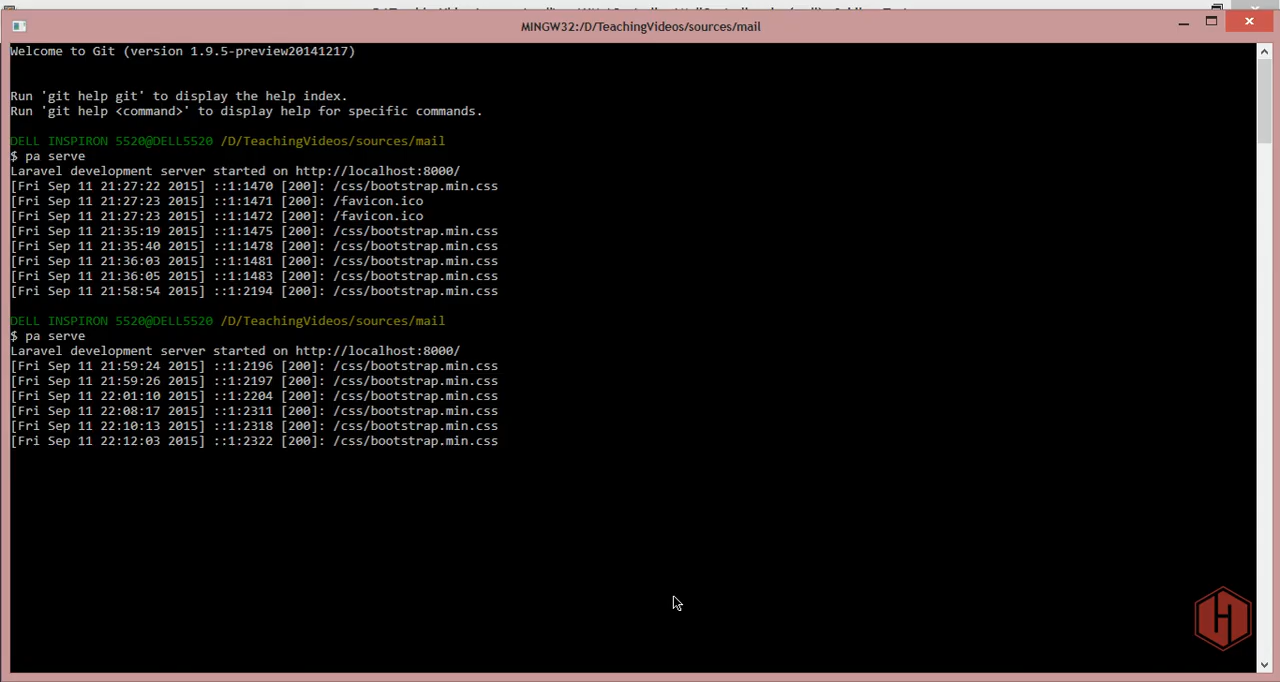 MINGW32:/D/TeachingVideos/sources/mail
Welcome to Git (version 1.9.5-preview20141217)
Run 'git help git' to display the help index.
Run 'git help <command>' to display help for specific commands.
DELL INSPIRON 5520@DELL5520 /D/TeachingVideos/sources/mail
$ pa serve
Laravel development server started on http://localhost:8000/
[Fri Sep 11 21:27:22 2015] ::1:1470 [200]: /css/bootstrap.min.css
[Fri Sep 11 21:27:23 2015] ::1:1471 [200]: /favicon.ico
[Fri Sep 11 21:27:23 2015] ::1:1472 [200]: /favicon.ico
[Fri Sep 11 21:35:19 2015] ::1:1475 [200]: /css/bootstrap.min.css
[Fri Sep 11 21:35:40 2015] ::1:1478 [200]: /css/bootstrap.min.css
[Fri Sep 11 21:36:03 2015] ::1:1481 [200]: /css/bootstrap.min.css
[Fri Sep 11 21:36:05 2015] ::1:1483 [200]: /css/bootstrap.min.css
[Fri Sep 11 21:58:54 2015] ::1:2194 [200]: /css/bootstrap.min.css
DELL INSPIRON 5520@DELL5520 /D/TeachingVideos/sources/mail
$ pa serve
Laravel development server started on http://localhost:8000/
[Fri Sep 11 21:59:24 2015] ::1:2196 [200]: /css/bootstrap.min.css
[Fri Sep 11 21:59:26 2015] ::1:2197 [200]: /css/bootstrap.min.css
[Fri Sep 11 22:01:10 2015] ::1:2204 [200]: /css/bootstrap.min.css
[Fri Sep 11 22:08:17 2015] ::1:2311 [200]: /css/bootstrap.min.css
[Fri Sep 11 22:10:13 2015] ::1:2318 [200]: /css/bootstrap.min.css
[Fri Sep 11 22:12:03 2015] ::1:2322 [200]: /css/bootstrap.min.css
H